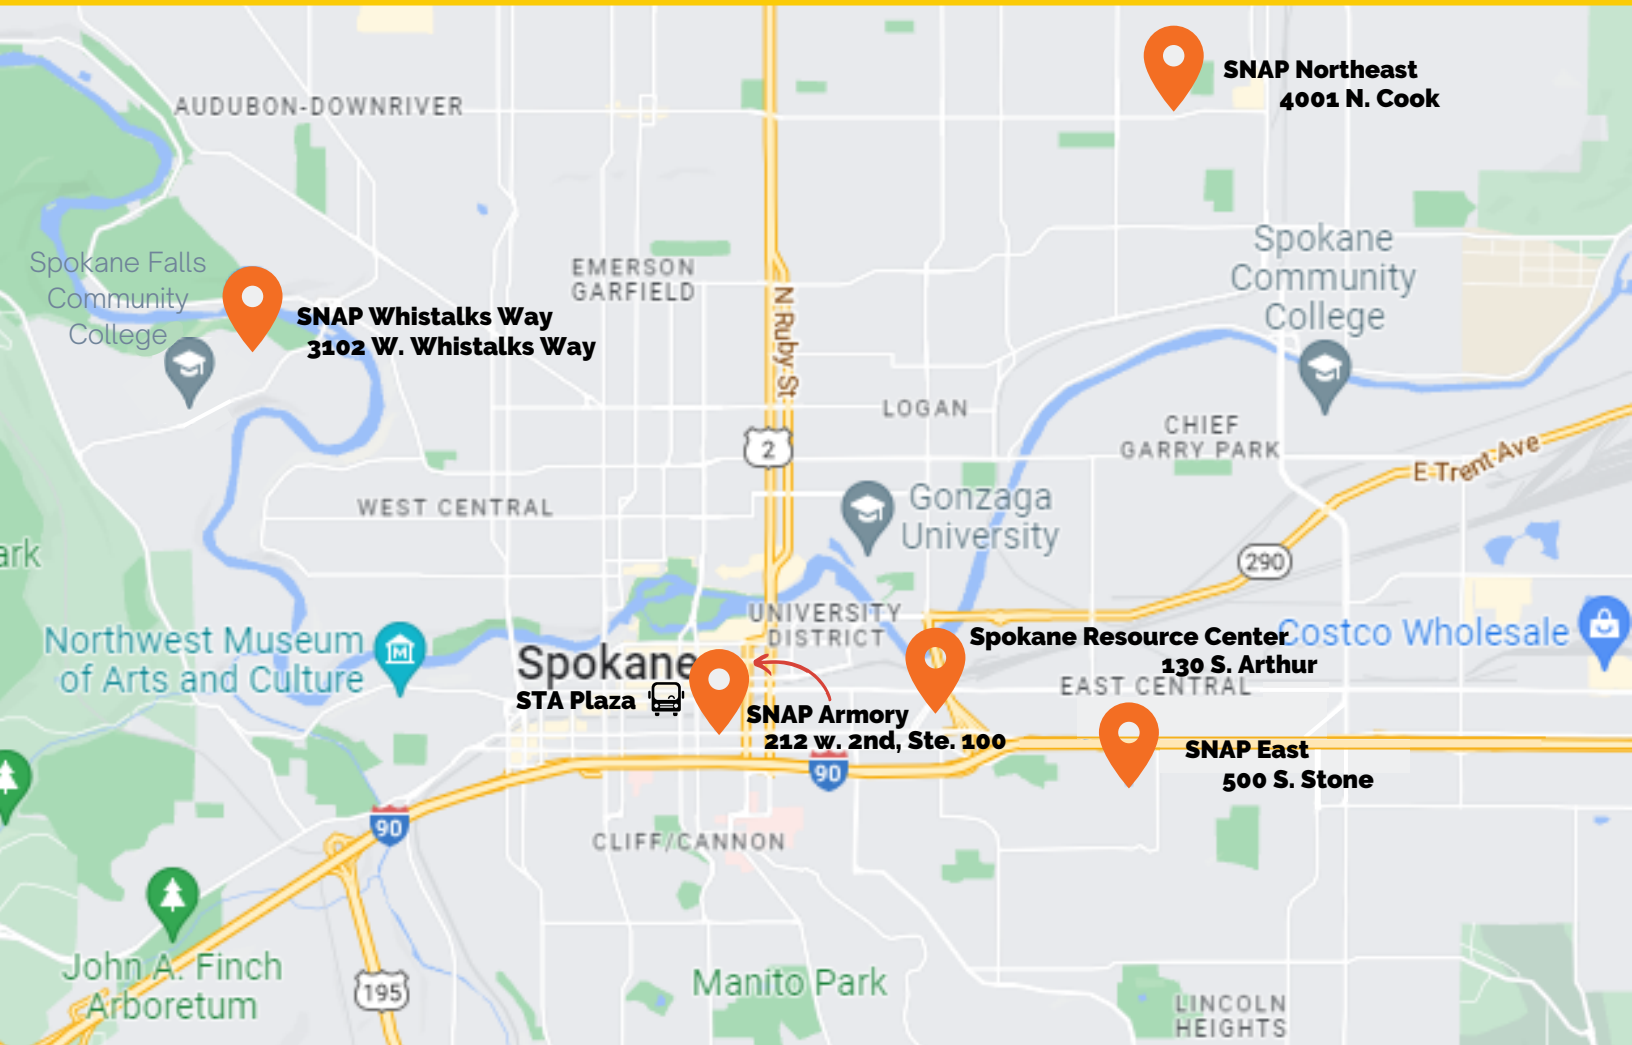 SNAP Northeast
4001 N. Cook
AUDUBON-DOWNRIVER
Spokane Falls
Community
College
SNAP Whistalks Way
3102 W. Whistalks Way
EMERSON
GARFIELD
N Ruby St
Spokane
Community
College
LOGAN
CHIEF
GARRY PARK
2
E Trent Ave
WEST CENTRAL
Gonzaga
University
290
ark
UNIVERSITY
DISTRICT
Northwest Museum
of Arts and Culture
Spokane
STA Plaza
Spokane Resource Center
130 S. Arthur
Costco Wholesale
EAST CENTRAL
SNAP Armory
212 w. 2nd, Ste. 100
SNAP East
500 S. Stone
90
90
CLIFF/CANNON
John A. Finch
Arboretum
195
Manito Park
LINCOLN
HEIGHTS